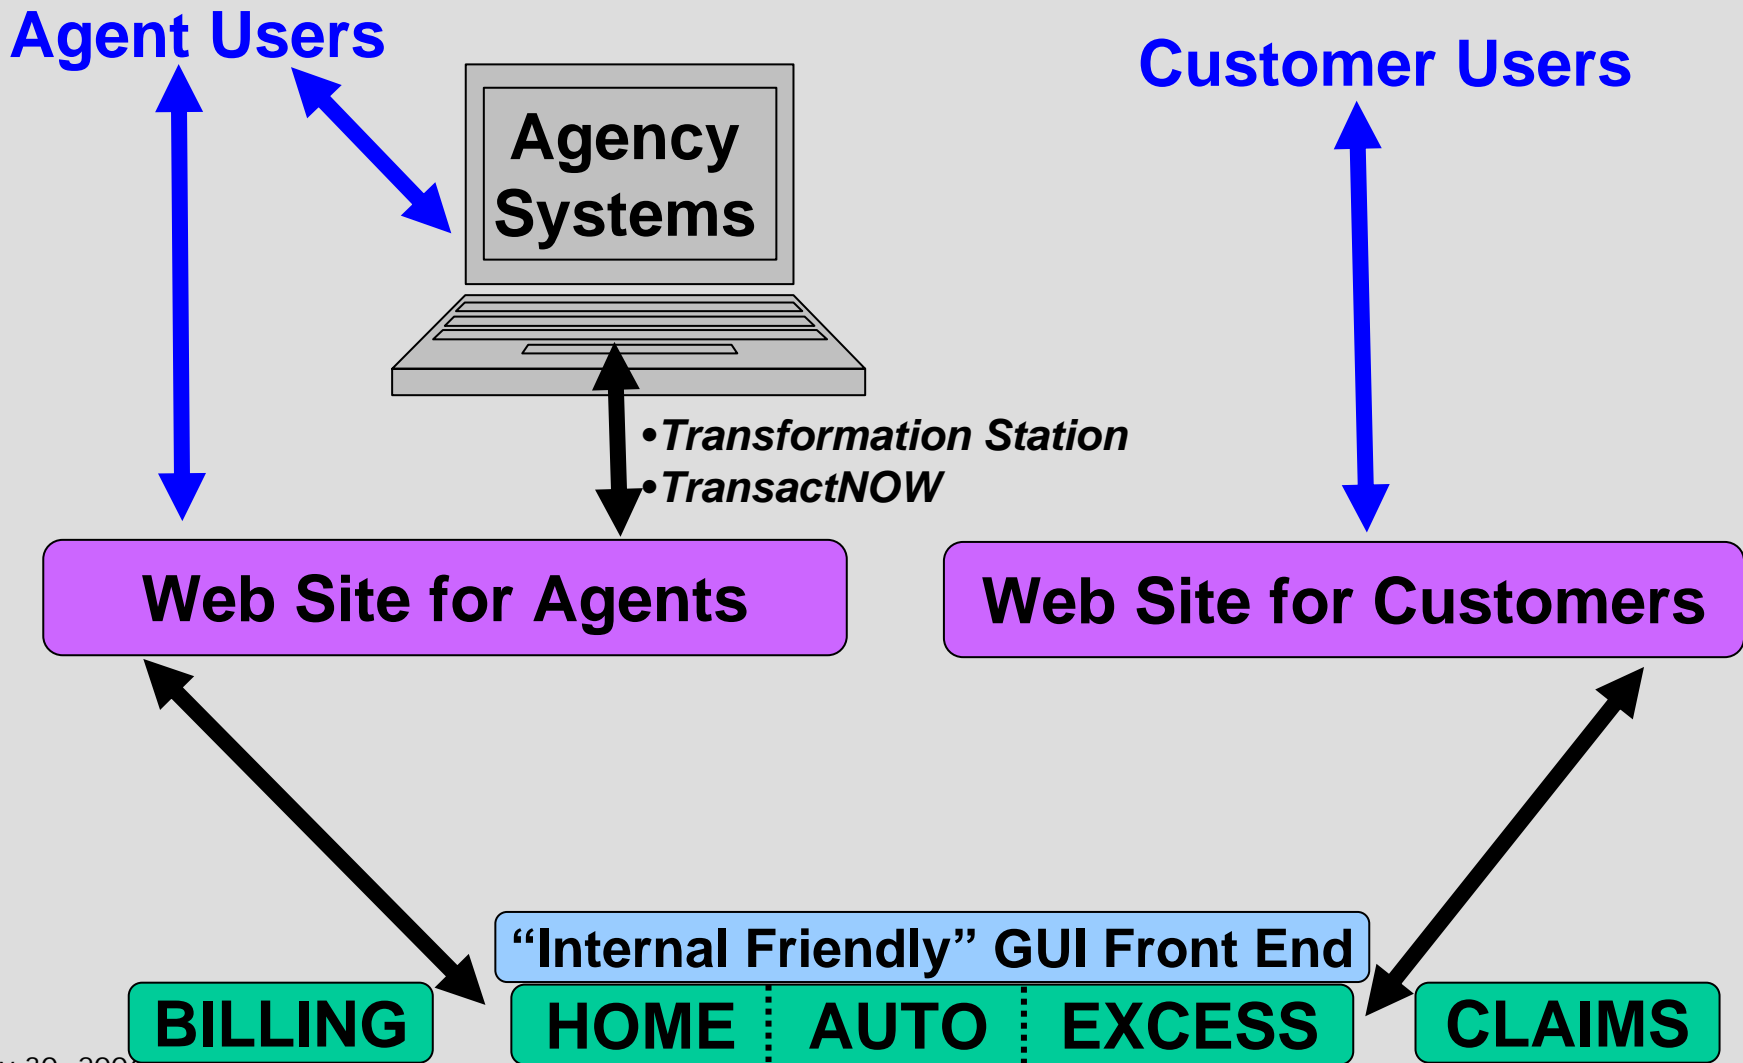 Agent Users
Customer Users
Agency
Systems
•Transformation Station
•TransactNOW
Web Site for Agents
Web Site for Customers
“Internal Friendly” GUI Front End
BILLING
HOME
AUTO
EXCESS
CLAIMS